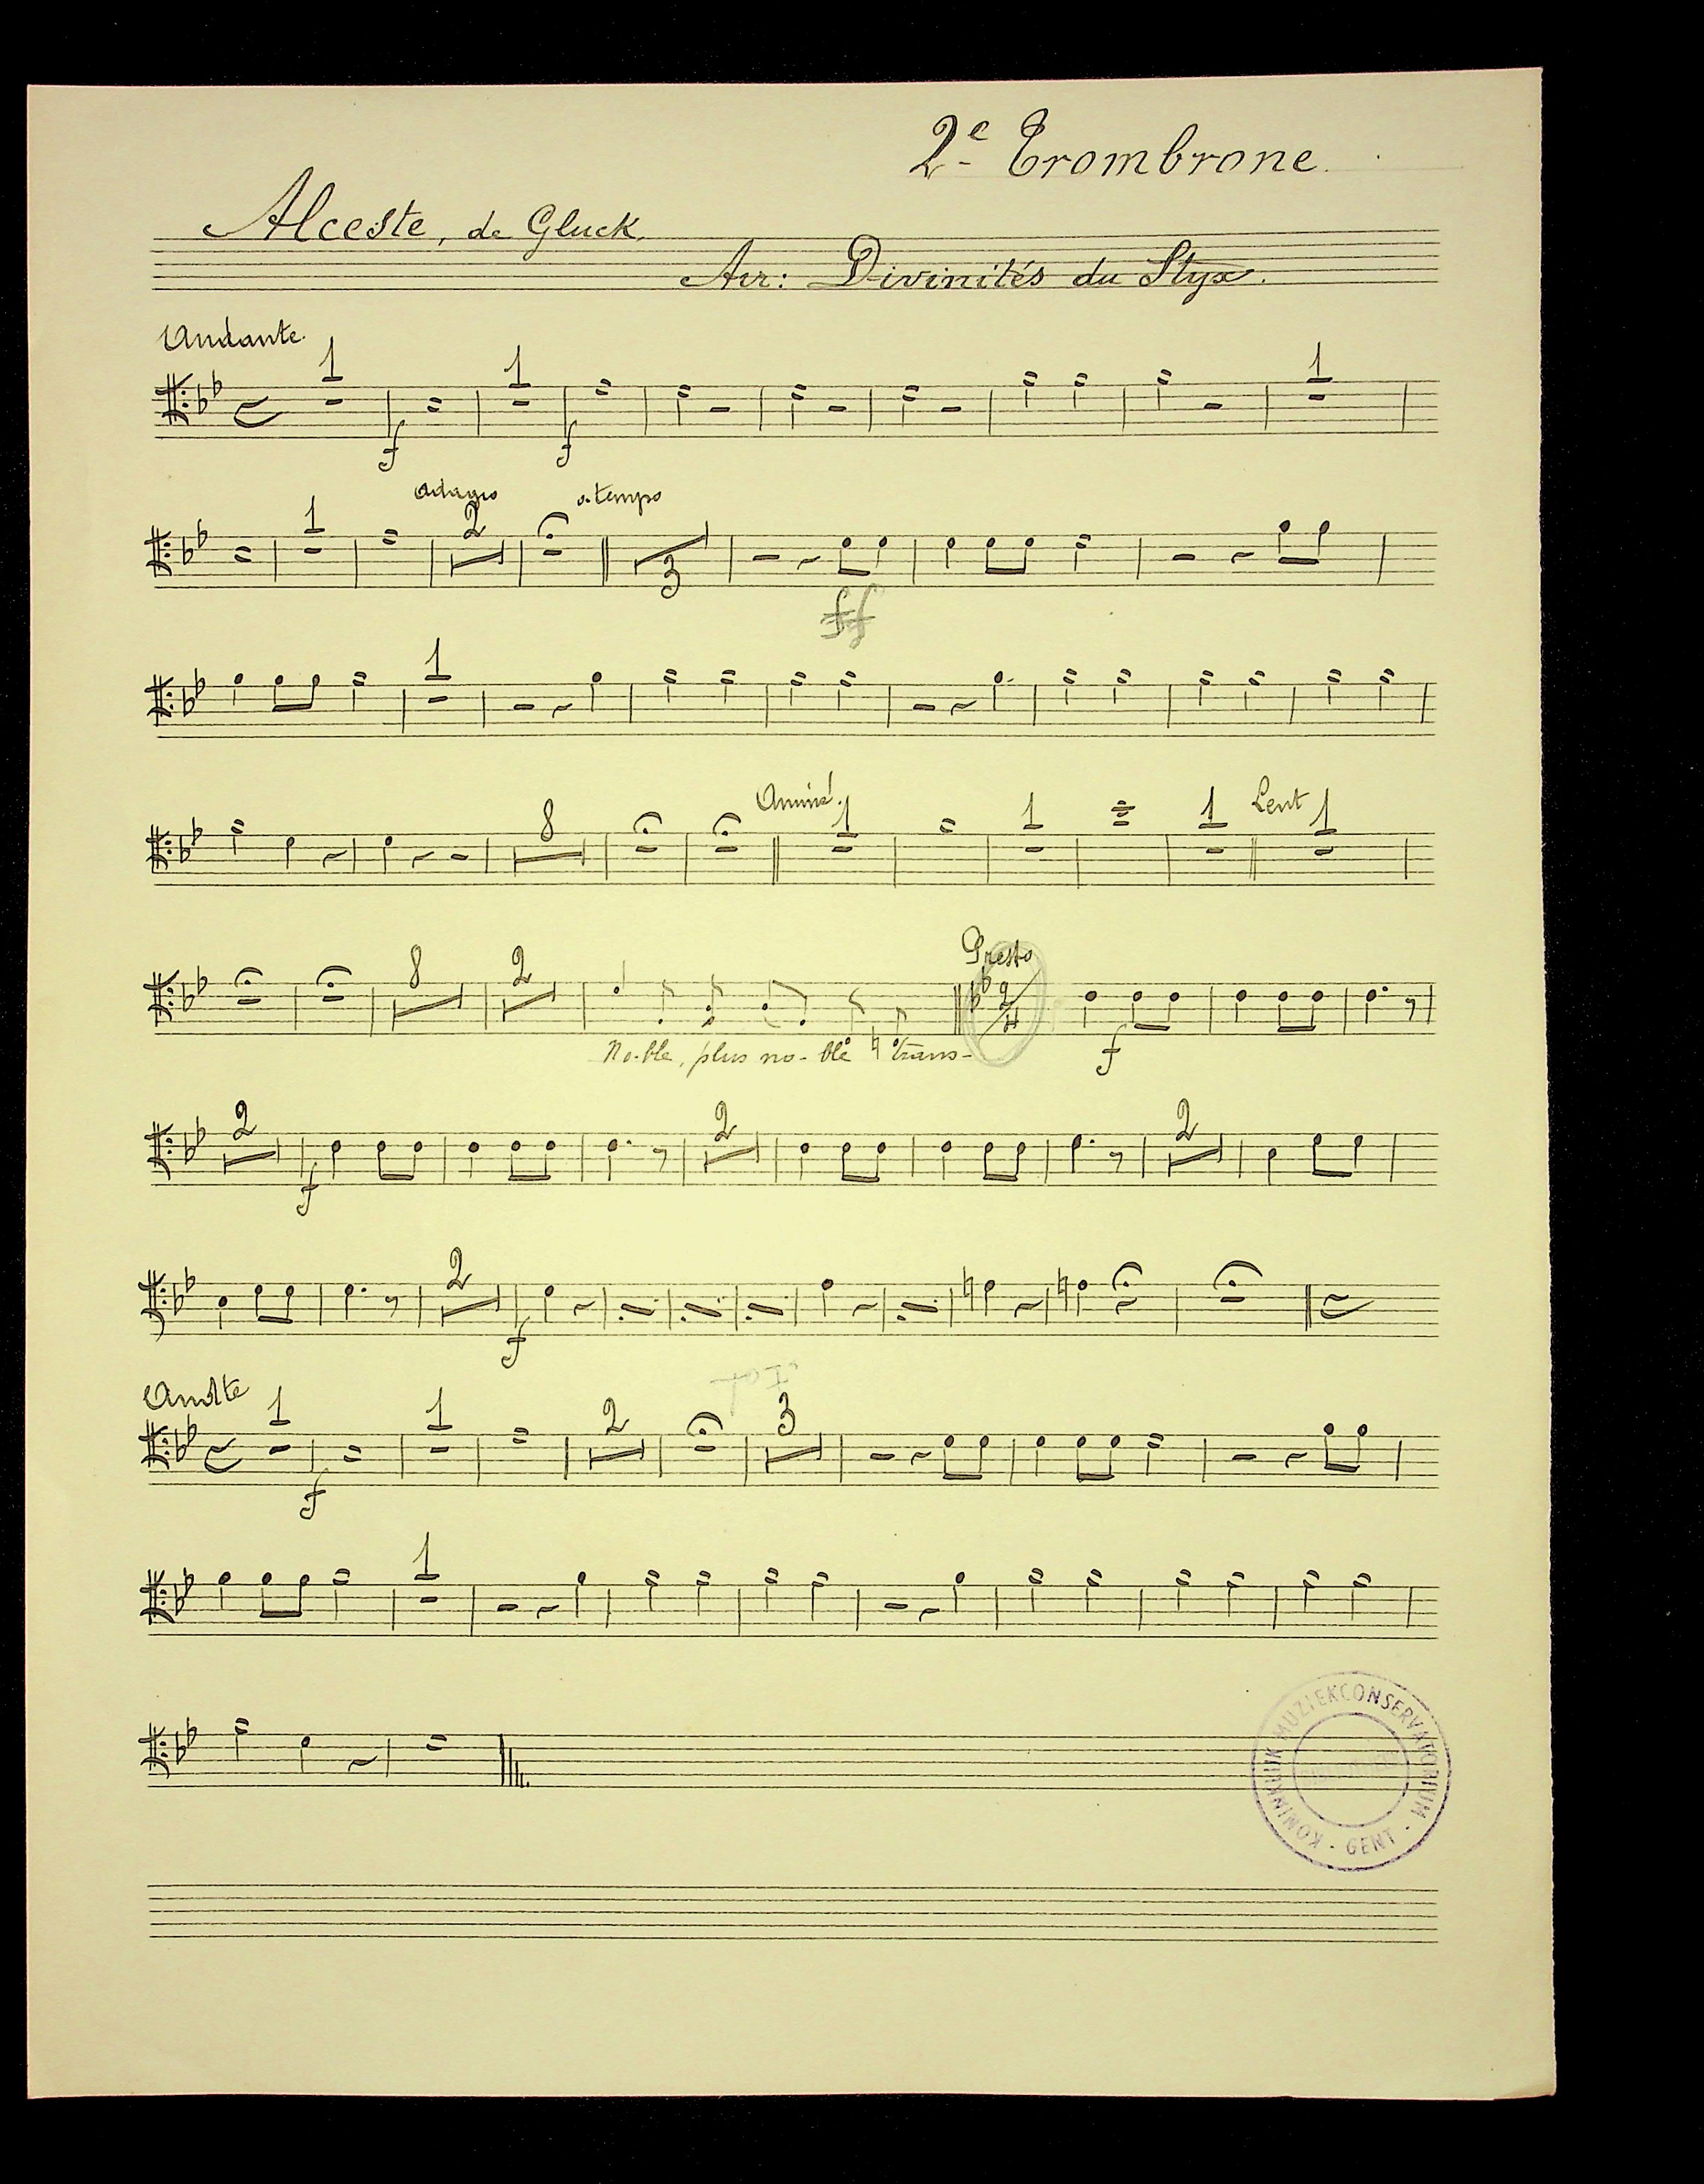 2e Trombrone.
Alceste, de Gluck.
Air: Divinités du Styx.
Andante.
1 1 1
f f
adagio a tempo
1 2
3
ff
1
Animé. Lent
8 1 1 1 1
Presto
8 2
2/4
No-ble, plus no-ble trans-
f
2 2 2
f
2
f
Andte
1 1 2 3
f
1
KONINKLIJK MUZIEKCONSERVATORIUM - GENT -